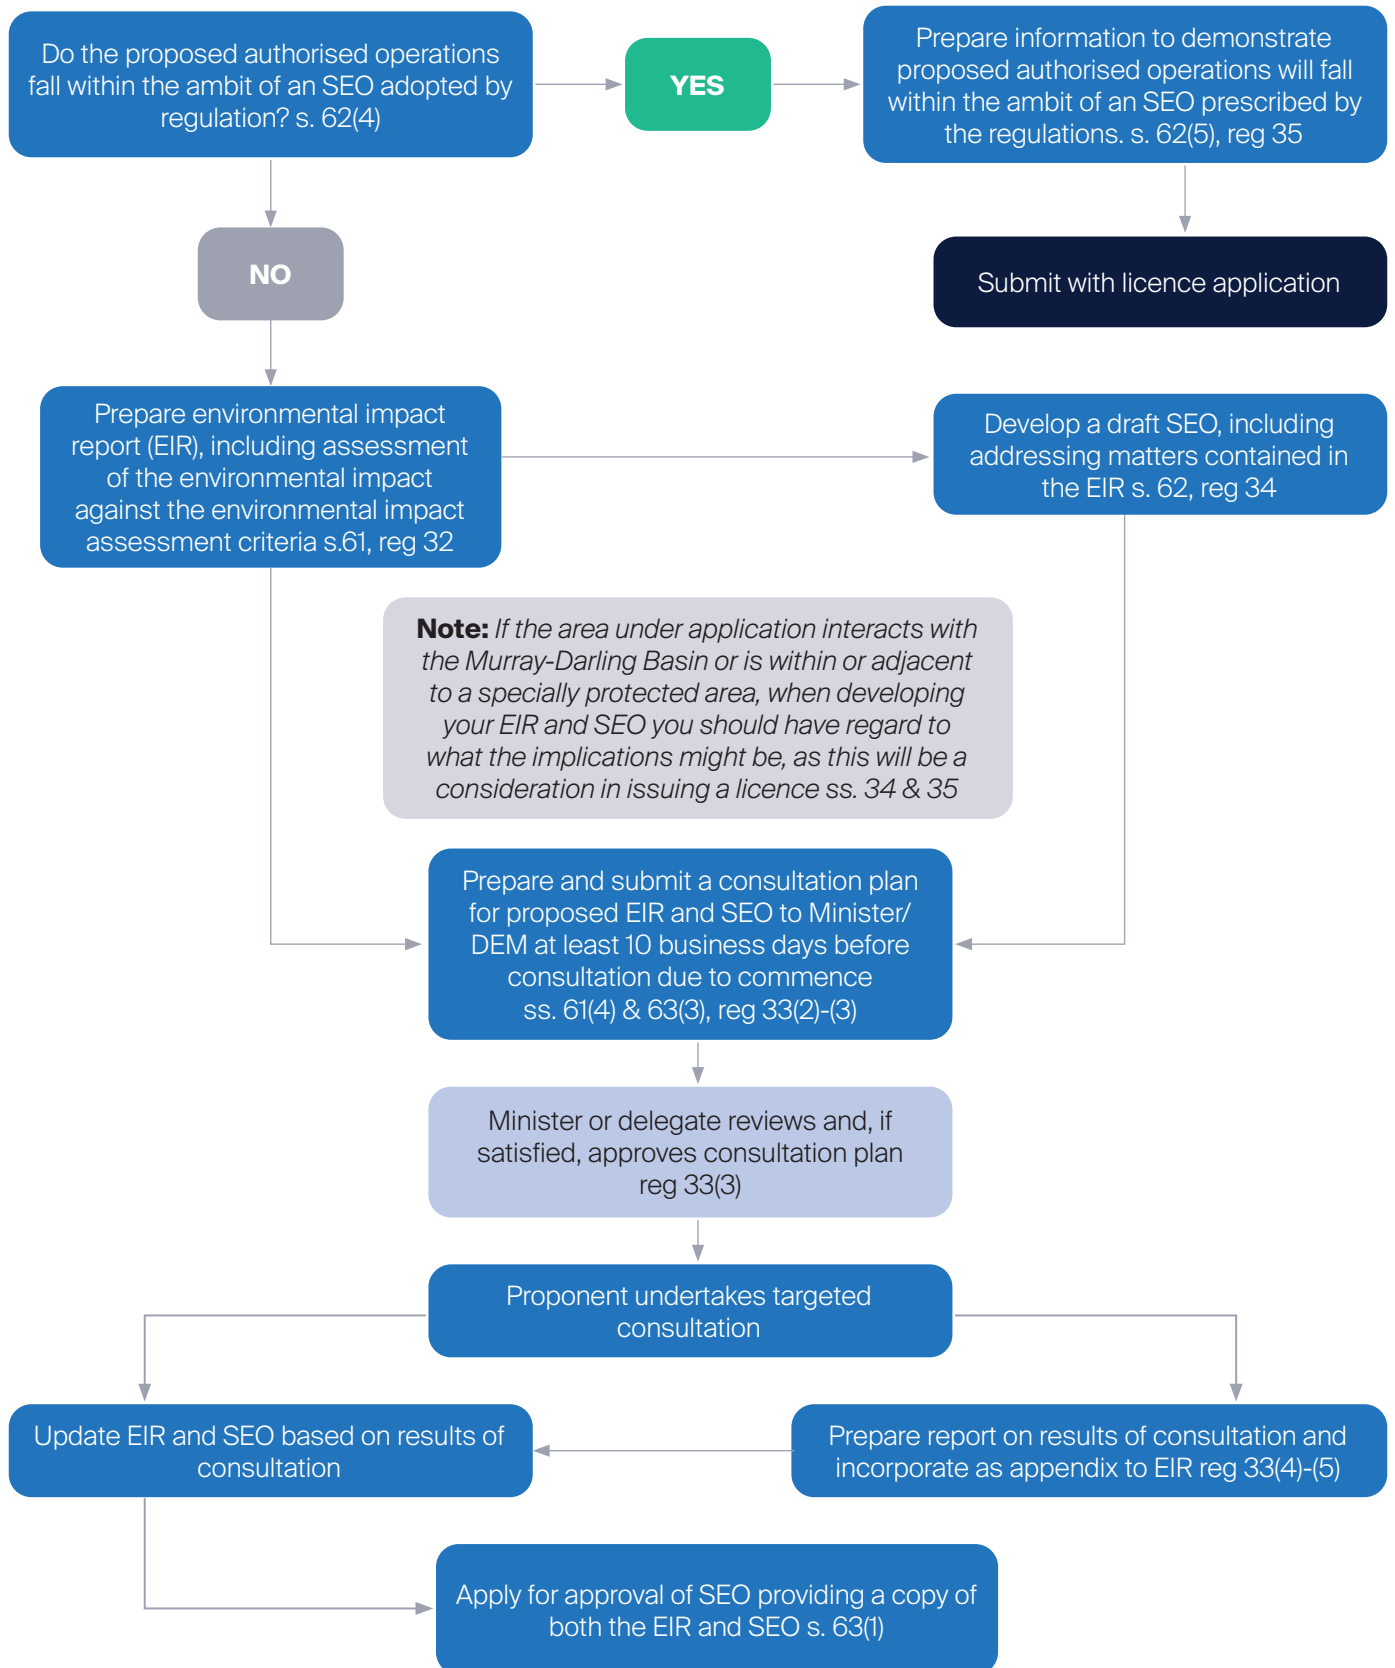 Do the proposed authorised operations
fall within the ambit of an SEO adopted by
regulation? s. 62(4)
YES
Prepare information to demonstrate
proposed authorised operations will fall
within the ambit of an SEO prescribed by
the regulations. s. 62(5), reg 35
NO
Submit with licence application
Prepare environmental impact
report (EIR), including assessment
of the environmental impact
against the environmental impact
assessment criteria s.61, reg 32
Develop a draft SEO, including
addressing matters contained in
the EIR s. 62, reg 34
Note: If the area under application interacts with
the Murray-Darling Basin or is within or adjacent
to a specially protected area, when developing
your EIR and SEO you should have regard to
what the implications might be, as this will be a
consideration in issuing a licence ss. 34 & 35
Prepare and submit a consultation plan
for proposed EIR and SEO to Minister/
DEM at least 10 business days before
consultation due to commence
ss. 61(4) & 63(3), reg 33(2)-(3)
Minister or delegate reviews and, if
satisfied, approves consultation plan
reg 33(3)
Proponent undertakes targeted
consultation
Update EIR and SEO based on results of
consultation
Prepare report on results of consultation and
incorporate as appendix to EIR reg 33(4)-(5)
Apply for approval of SEO providing a copy of
both the EIR and SEO s. 63(1)